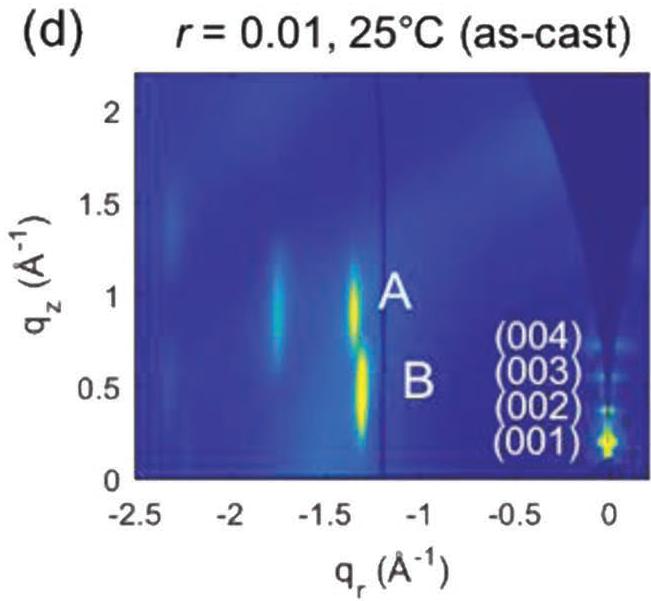 (d) r = 0.01, 25°C (as-cast)
2
1.5
1
0.5
0
q_z (Å⁻¹)
A
B
(004)
(003)
(002)
(001)
-2.5 -2 -1.5 -1 -0.5 0
q_r (Å⁻¹)